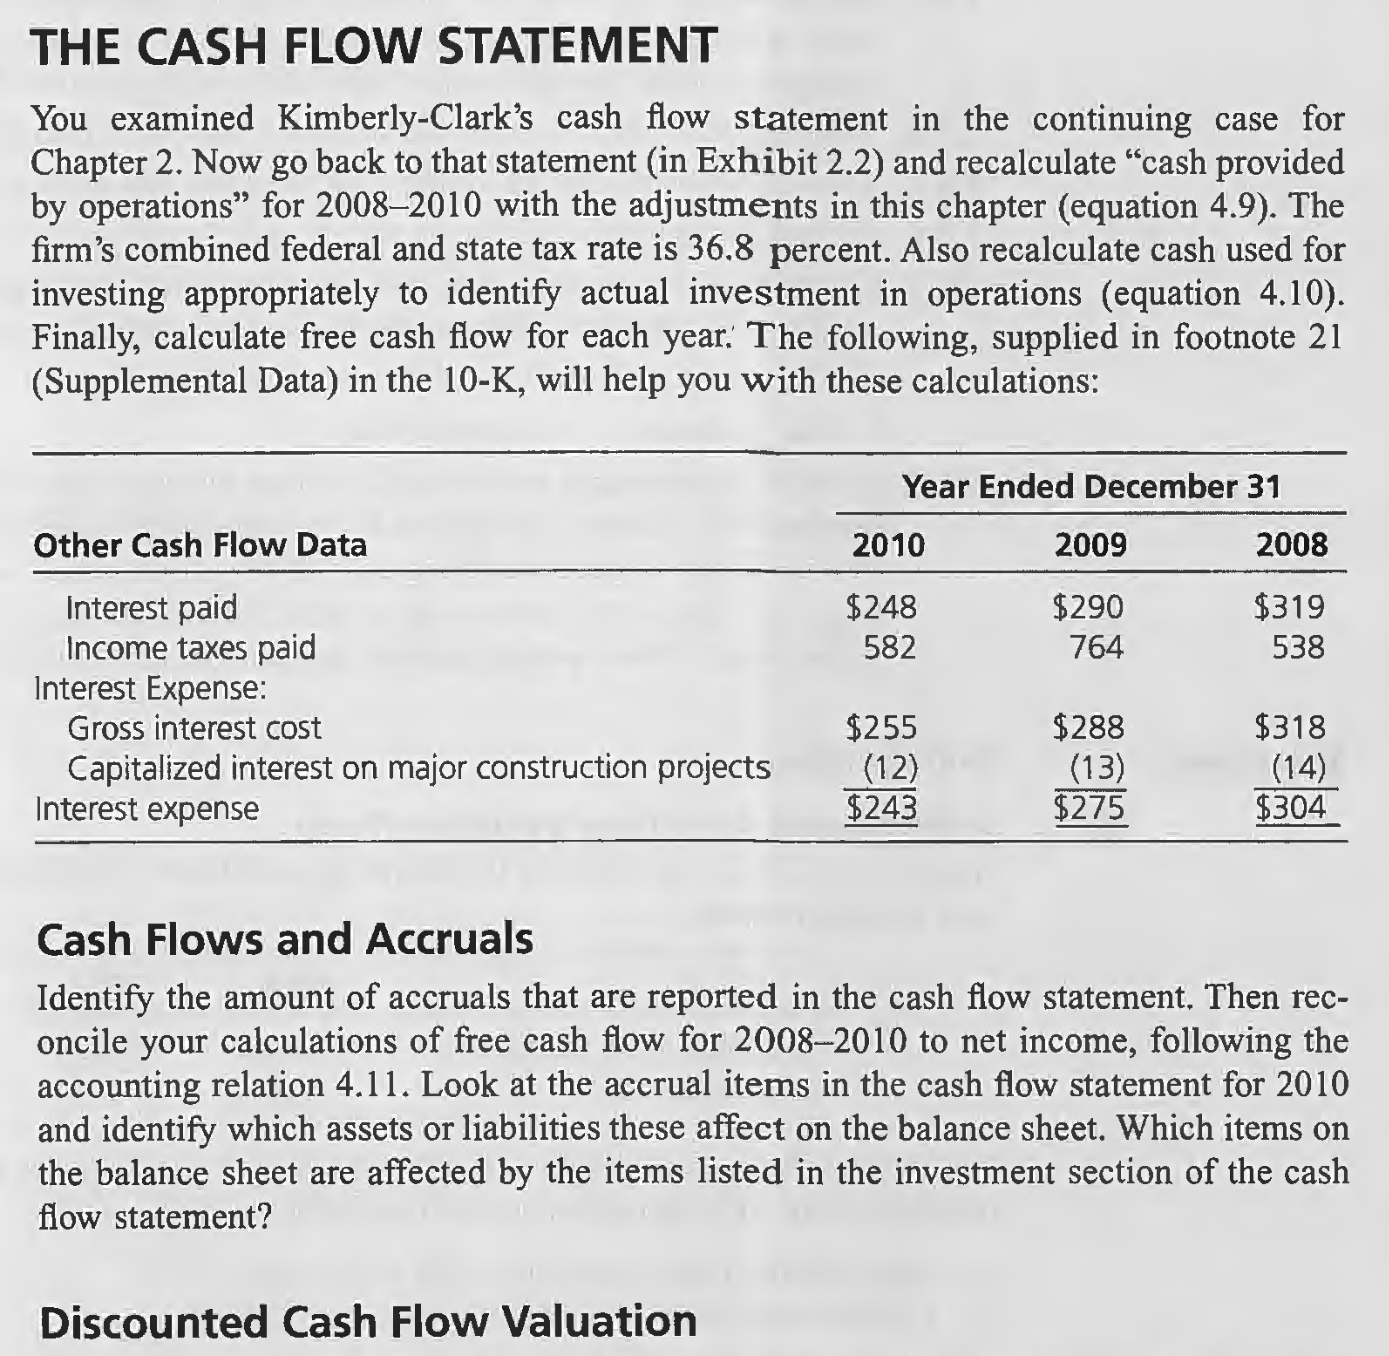 THE CASH FLOW STATEMENT
You examined Kimberly-Clark's cash flow statement in the continuing case for
Chapter 2. Now go back to that statement (in Exhibit 2.2) and recalculate “cash provided
by operations” for 2008–2010 with the adjustments in this chapter (equation 4.9). The
firm's combined federal and state tax rate is 36.8 percent. Also recalculate cash used for
investing appropriately to identify actual investment in operations (equation 4.10).
Finally, calculate free cash flow for each year. The following, supplied in footnote 21
(Supplemental Data) in the 10-K, will help you with these calculations:
Year Ended December 31
Other Cash Flow Data 2010 2009 2008
Interest paid $248 $290 $319
Income taxes paid 582 764 538
Interest Expense:
Gross interest cost $255 $288 $318
Capitalized interest on major construction projects (12) (13) (14)
Interest expense $243 $275 $304
Cash Flows and Accruals
Identify the amount of accruals that are reported in the cash flow statement. Then rec-
oncile your calculations of free cash flow for 2008–2010 to net income, following the
accounting relation 4.11. Look at the accrual items in the cash flow statement for 2010
and identify which assets or liabilities these affect on the balance sheet. Which items on
the balance sheet are affected by the items listed in the investment section of the cash
flow statement?
Discounted Cash Flow Valuation